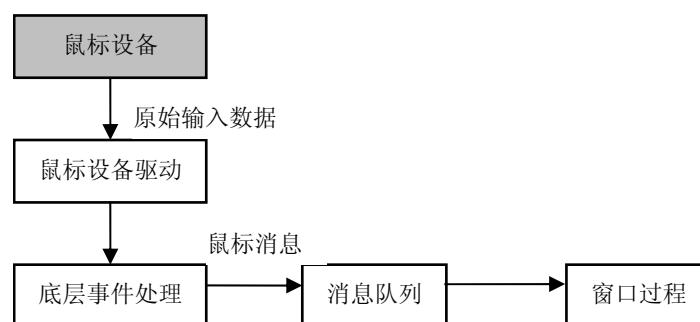 鼠标设备
原始输入数据
鼠标设备驱动
鼠标消息
底层事件处理
消息队列
窗口过程